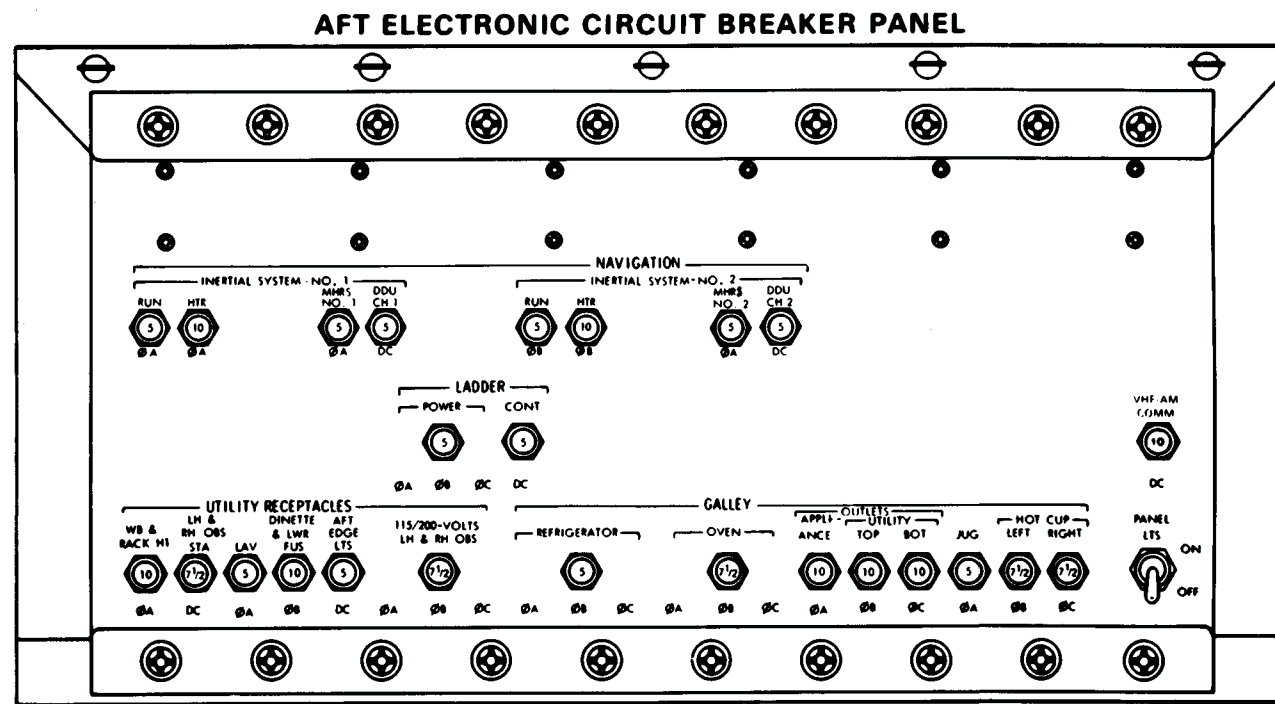 AFT ELECTRONIC CIRCUIT BREAKER PANEL
NAVIGATION
INERTIAL SYSTEM-NO. 1
INERTIAL SYSTEM-NO. 2
RUN HTR MHRS NO. 1 DDU CH 1 RUN HTR MHRS NO. 2 DDU CH 2
5 10 5 5 5 10 5 5
ØA ØA ØA DC ØB ØB ØA DC
LADDER
POWER CONT
5 5
ØA ØB ØC DC
VHF-AM
COMM
10
DC
UTILITY RECEPTACLES
WB &
RACK HT
LH &
RH OBS
STA
LAV
DINETTE
& LWR
FUS
AFT
EDGE
LTS
115/200-VOLTS
LH & RH OBS
10 7½ 5 10 5 7½
ØA DC ØA ØB DC ØA ØB ØC
GALLEY
REFRIGERATOR
OVEN
OUTLETS
APPLI-
ANCE
UTILITY
TOP BOT
JUG
HOT CUP
LEFT RIGHT
5 7½ 10 10 10 5 7½ 7½
ØA ØB ØC ØA ØB ØC ØA ØB ØC ØA ØB ØC
PANEL
LTS
ON
OFF